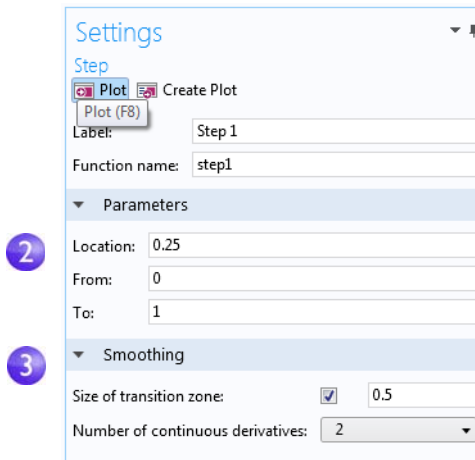 Settings
Step
Plot Create Plot
Plot (F8)
Label: Step 1
Function name: step1
Parameters
2
Location: 0.25
From: 0
To: 1
3
Smoothing
Size of transition zone: 0.5
Number of continuous derivatives: 2